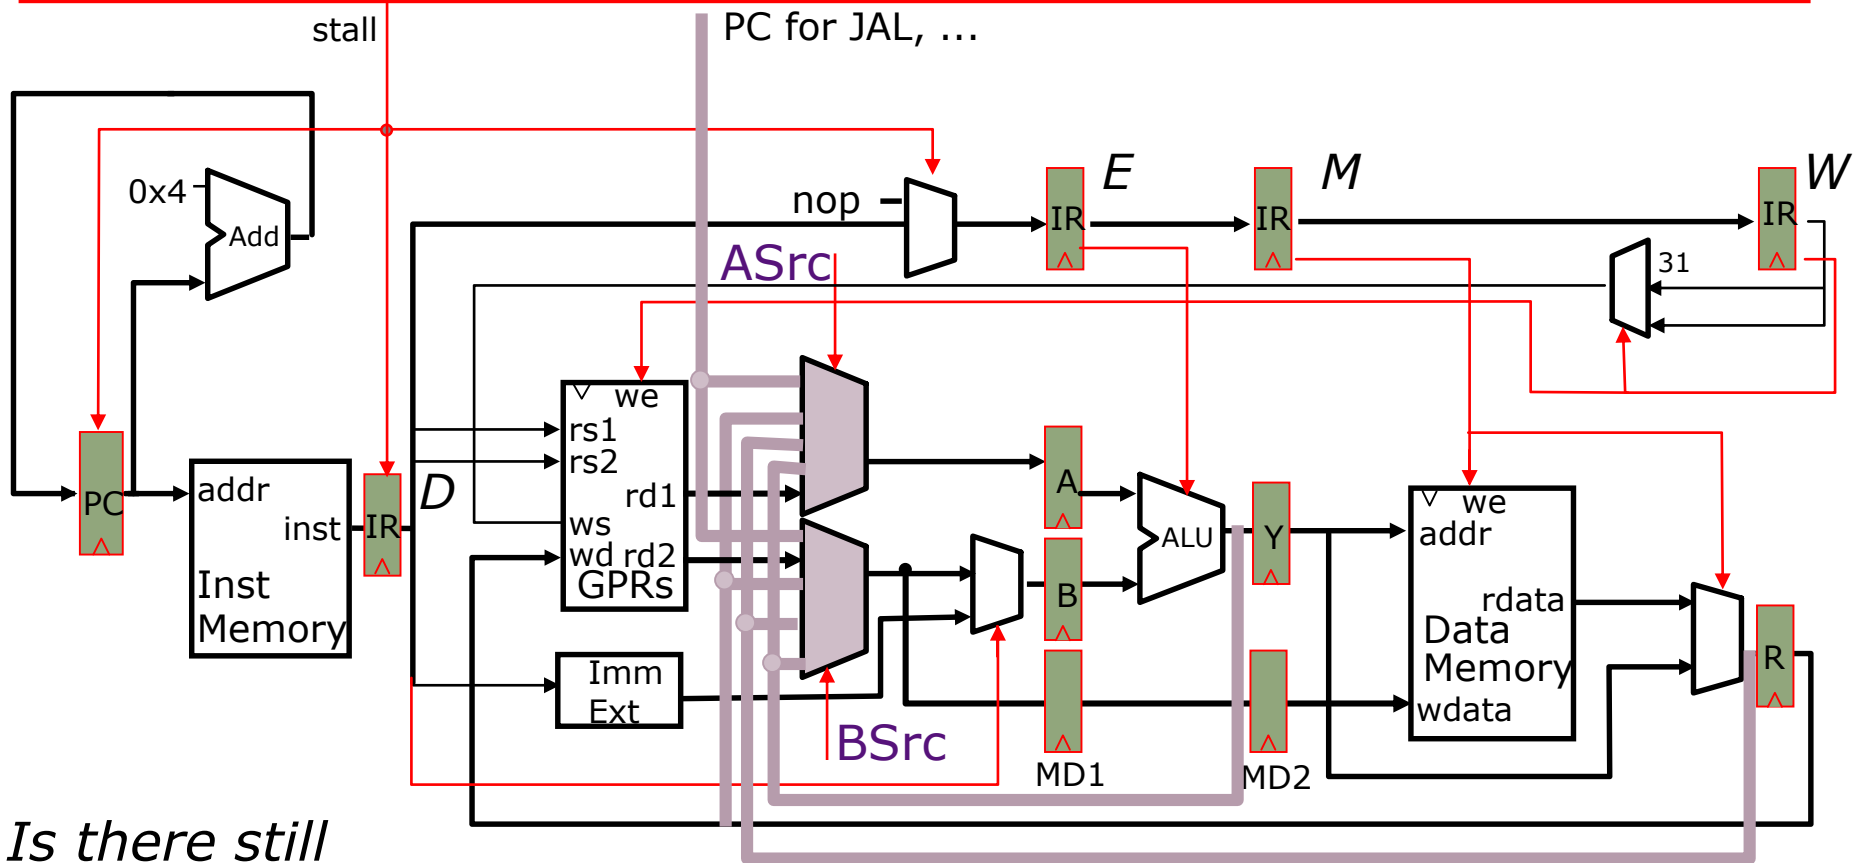 stall
PC for JAL, ...
E
M
W
0x4
nop
IR
IR
IR
Add
ASrc
31
we
rs1
rs2
D
A
addr
rd1
we
PC
inst
IR
ws
ALU
Y
addr
wd
rd2
GPRs
Inst
Memory
B
rdata
Data
Memory
R
Imm
Ext
wdata
BSrc
MD1
MD2
Is there still